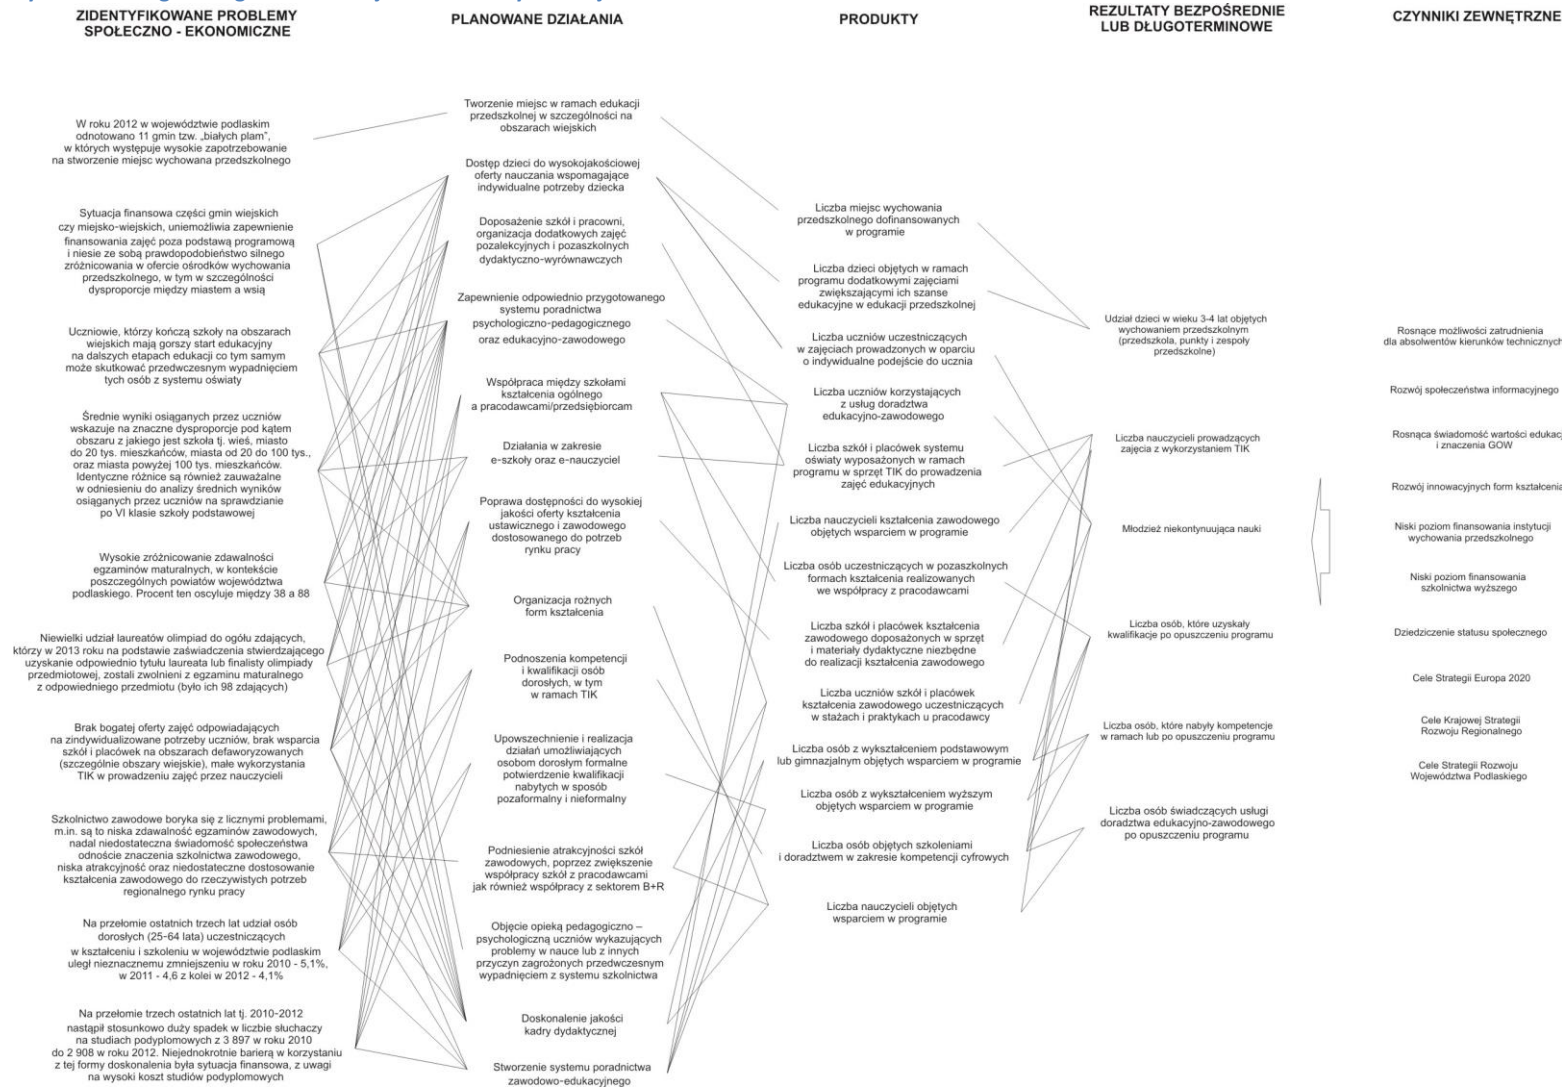 ZIDENTYFIKOWANE PROBLEMY
SPOŁECZNO - EKONOMICZNE
W roku 2012 w województwie podlaskim
odnotowano 11 gmin tzw. „białych plam”,
w których występuje wysokie zapotrzebowanie
na stworzenie miejsc wychowana przedszkolnego
Sytuacja finansowa części gmin wiejskich
czy miejsko-wiejskich, uniemożliwia zapewnienie
finansowania zajęć poza podstawą programową
i niesie ze sobą prawdopodobieństwo silnego
zróżnicowania w ofercie ośrodków wychowania
przedszkolnego, w tym w szczególności
dysproporcje między miastem a wsią
Uczniowie, którzy kończą szkoły na obszarach
wiejskich mają gorszy start edukacyjny
na dalszych etapach edukacji co tym samym
może skutkować przedwczesnym wypadnięciem
tych osób z systemu oświaty
Średnie wyniki osiąganych przez uczniów
wskazuje na znaczne dysproporcje pod kątem
obszaru z jakiego jest szkoła tj. wieś, miasto
do 20 tys. mieszkańców, miasta od 20 do 100 tys.,
oraz miasta powyżej 100 tys. mieszkańców.
Identyczne różnice są również zauważalne
w odniesieniu do analizy średnich wyników
osiąganych przez uczniów na sprawdzianie
po VI klasie szkoły podstawowej
Wysokie zróżnicowanie zdawalności
egzaminów maturalnych, w kontekście
poszczególnych powiatów województwa
podlaskiego. Procent ten oscyluje między 38 a 88
Niewielki udział laureatów olimpiad do ogółu zdających,
którzy w 2013 roku na podstawie zaświadczenia stwierdzającego
uzyskanie odpowiednio tytułu laureata lub finalisty olimpiady
przedmiotowej, zostali zwolnieni z egzaminu maturalnego
z odpowiedniego przedmiotu (było ich 98 zdających)
Brak bogatej oferty zajęć odpowiadających
na zindywidualizowane potrzeby uczniów, brak wsparcia
szkół i placówek na obszarach defaworyzowanych
(szczególnie obszary wiejskie), małe wykorzystania
TIK w prowadzeniu zajęć przez nauczycieli
Szkolnictwo zawodowe boryka się z licznymi problemami,
m.in. są to niska zdawalność egzaminów zawodowych,
nadal niedostateczna świadomość społeczeństwa
odnoście znaczenia szkolnictwa zawodowego,
niska atrakcyjność oraz niedostateczne dostosowanie
kształcenia zawodowego do rzeczywistych potrzeb
regionalnego rynku pracy
Na przełomie ostatnich trzech lat udział osób
dorosłych (25-64 lata) uczestniczących
w kształceniu i szkoleniu w województwie podlaskim
uległ nieznacznemu zmniejszeniu w roku 2010 - 5,1%,
w 2011 - 4,6 z kolei w 2012 - 4,1%
Na przełomie trzech ostatnich lat tj. 2010-2012
nastąpił stosunkowo duży spadek w liczbie słuchaczy
na studiach podyplomowych z 3 897 w roku 2010
do 2 908 w roku 2012. Niejednokrotnie barierą w korzystaniu
z tej formy doskonalenia była sytuacja finansowa, z uwagi
na wysoki koszt studiów podyplomowych
PLANOWANE DZIAŁANIA
Tworzenie miejsc w ramach edukacji
przedszkolnej w szczególności na
obszarach wiejskich
Dostęp dzieci do wysokojakościowej
oferty nauczania wspomagające
indywidualne potrzeby dziecka
Doposażenie szkół i pracowni,
organizacja dodatkowych zajęć
pozalekcyjnych i pozaszkolnych
dydaktyczno-wyrównawczych
Zapewnienie odpowiednio przygotowanego
systemu poradnictwa
psychologiczno-pedagogicznego
oraz edukacyjno-zawodowego
Współpraca między szkołami
kształcenia ogólnego
a pracodawcami/przedsiębiorcam
Działania w zakresie
e-szkoły oraz e-nauczyciel
Poprawa dostępności do wysokiej
jakości oferty kształcenia
ustawicznego i zawodowego
dostosowanego do potrzeb
rynku pracy
Organizacja rożnych
form kształcenia
Podnoszenia kompetencji
i kwalifikacji osób
dorosłych, w tym
w ramach TIK
Upowszechnienie i realizacja
działań umożliwiających
osobom dorosłym formalne
potwierdzenie kwalifikacji
nabytych w sposób
pozaformalny i nieformalny
Podniesienie atrakcyjności szkół
zawodowych, poprzez zwiększenie
współpracy szkół z pracodawcami
jak również współpracy z sektorem B+R
Objęcie opieką pedagogiczno –
psychologiczną uczniów wykazujących
problemy w nauce lub z innych
przyczyn zagrożonych przedwczesnym
wypadnięciem z systemu szkolnictwa
Doskonalenie jakości
kadry dydaktycznej
Stworzenie systemu poradnictwa
zawodowo-edukacyjnego
PRODUKTY
Liczba miejsc wychowania
przedszkolnego dofinansowanych
w programie
Liczba dzieci objętych w ramach
programu dodatkowymi zajęciami
zwiększającymi ich szanse
edukacyjne w edukacji przedszkolnej
Liczba uczniów uczestniczących
w zajęciach prowadzonych w oparciu
o indywidualne podejście do ucznia
Liczba uczniów korzystających
z usług doradztwa
edukacyjno-zawodowego
Liczba szkół i placówek systemu
oświaty wyposażonych w ramach
programu w sprzęt TIK do prowadzenia
zajęć edukacyjnych
Liczba nauczycieli kształcenia zawodowego
objętych wsparciem w programie
Liczba osób uczestniczących w pozaszkolnych
formach kształcenia realizowanych
we współpracy z pracodawcami
Liczba szkół i placówek kształcenia
zawodowego doposażonych w sprzęt
i materiały dydaktyczne niezbędne
do realizacji kształcenia zawodowego
Liczba uczniów szkół i placówek
kształcenia zawodowego uczestniczących
w stażach i praktykach u pracodawcy
Liczba osób z wykształceniem podstawowym
lub gimnazjalnym objętych wsparciem w programie
Liczba osób z wykształceniem wyższym
objętych wsparciem w programie
Liczba osób objętych szkoleniami
i doradztwem w zakresie kompetencji cyfrowych
Liczba nauczycieli objętych
wsparciem w programie
REZULTATY BEZPOŚREDNIE
LUB DŁUGOTERMINOWE
Udział dzieci w wieku 3-4 lat objętych
wychowaniem przedszkolnym
(przedszkola, punkty i zespoły
przedszkolne)
Liczba nauczycieli prowadzących
zajęcia z wykorzystaniem TIK
Młodzież niekontynuująca nauki
Liczba osób, które uzyskały
kwalifikacje po opuszczeniu programu
Liczba osób, które nabyły kompetencje
w ramach lub po opuszczeniu programu
Liczba osób świadczących usługi
doradztwa edukacyjno-zawodowego
po opuszczeniu programu
CZYNNIKI ZEWNĘTRZNE
Rosnące możliwości zatrudnienia
dla absolwentów kierunków technicznych
Rozwój społeczeństwa informacyjnego
Rosnąca świadomość wartości edukac
i znaczenia GOW
Rozwój innowacyjnych form kształcenia
Niski poziom finansowania instytucji
wychowania przedszkolnego
Niski poziom finansowania
szkolnictwa wyższego
Dziedziczenie statusu społecznego
Cele Strategii Europa 2020
Cele Krajowej Strategii
Rozwoju Regionalnego
Cele Strategii Rozwoju
Województwa Podlaskiego